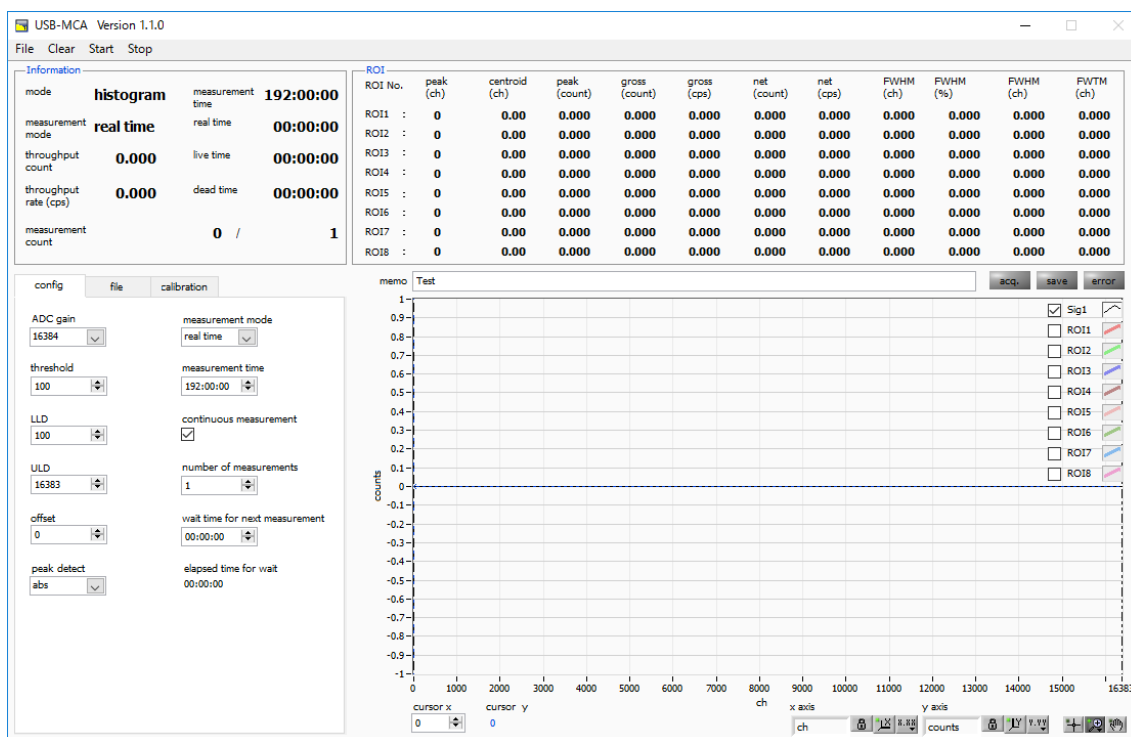 USB-MCA Version 1.1.0
File Clear Start Stop
Information
mode histogram measurement time 192:00:00
measurement mode real time real time 00:00:00
throughput count 0.000 live time 00:00:00
throughput rate (cps) 0.000 dead time 00:00:00
measurement count 0 / 1
ROI
ROI No. peak (ch) centroid (ch) peak (count) gross (count) gross (cps) net (count) net (cps) FWHM (ch) FWHM (%) FWHM (ch) FWTM (ch)
ROI1 : 0 0.00 0.000 0.000 0.000 0.000 0.000 0.000 0.000 0.000 0.000
ROI2 : 0 0.00 0.000 0.000 0.000 0.000 0.000 0.000 0.000 0.000 0.000
ROI3 : 0 0.00 0.000 0.000 0.000 0.000 0.000 0.000 0.000 0.000 0.000
ROI4 : 0 0.00 0.000 0.000 0.000 0.000 0.000 0.000 0.000 0.000 0.000
ROI5 : 0 0.00 0.000 0.000 0.000 0.000 0.000 0.000 0.000 0.000 0.000
ROI6 : 0 0.00 0.000 0.000 0.000 0.000 0.000 0.000 0.000 0.000 0.000
ROI7 : 0 0.00 0.000 0.000 0.000 0.000 0.000 0.000 0.000 0.000 0.000
ROI8 : 0 0.00 0.000 0.000 0.000 0.000 0.000 0.000 0.000 0.000 0.000
config file calibration
ADC gain measurement mode
16384 real time
threshold measurement time
100 192:00:00
LLD continuous measurement
100
ULD number of measurements
16383 1
offset wait time for next measurement
0 00:00:00
peak detect elapsed time for wait
abs 00:00:00
memo Test acq. save error
1
0.9
0.8
0.7
0.6
0.5
0.4
0.3
0.2
0.1
0
-0.1
-0.2
-0.3
-0.4
-0.5
-0.6
-0.7
-0.8
-0.9
-1
counts
Sig1
ROI1
ROI2
ROI3
ROI4
ROI5
ROI6
ROI7
ROI8
0 1000 2000 3000 4000 5000 6000 7000 8000 9000 10000 11000 12000 13000 14000 15000 16383
ch
cursor x cursor y x axis y axis
0 0 ch X X.XX counts Y Y.YY